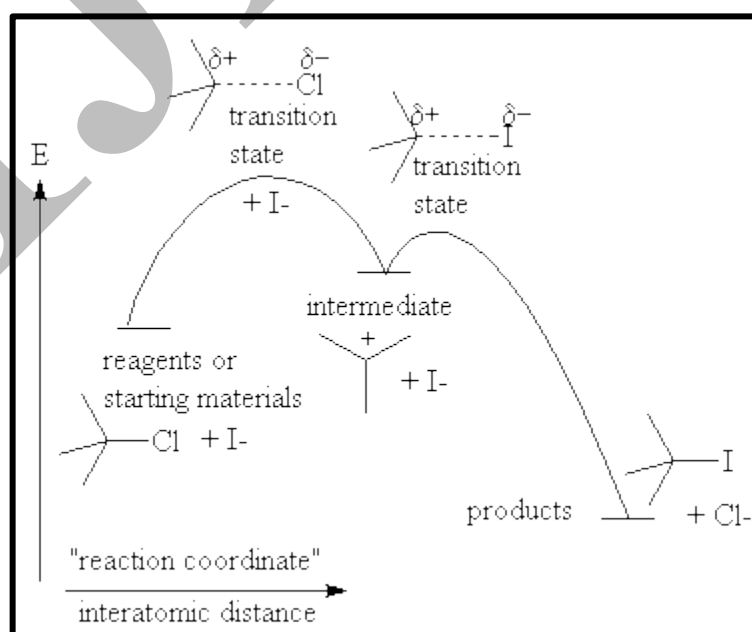 δ+ δ−
Cl
transition
state
+ I-
δ+ δ−
I
transition
state
E
intermediate
+
+ I-
reagents or
starting materials
Cl + I-
I
products + Cl-
"reaction coordinate"
interatomic distance